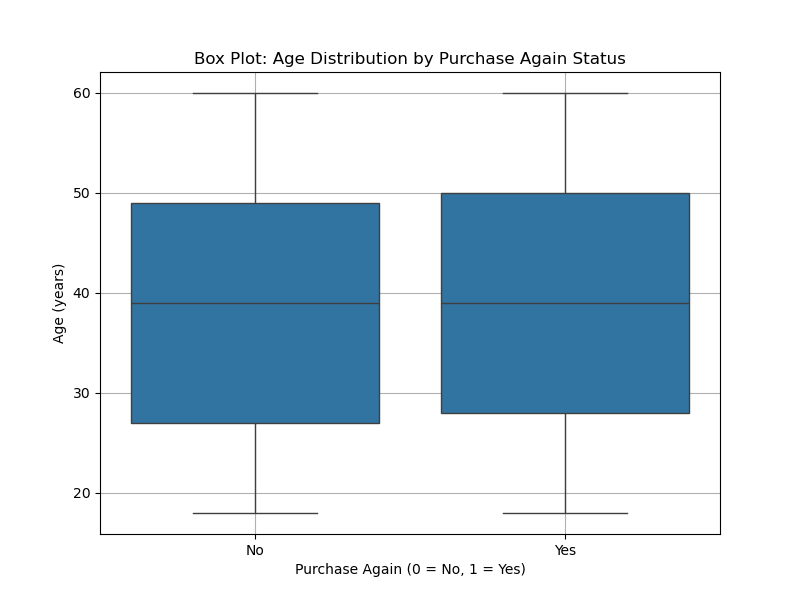 Box Plot: Age Distribution by Purchase Again Status
60
50
40
30
20
Age (years)
No
Yes
Purchase Again (0 = No, 1 = Yes)